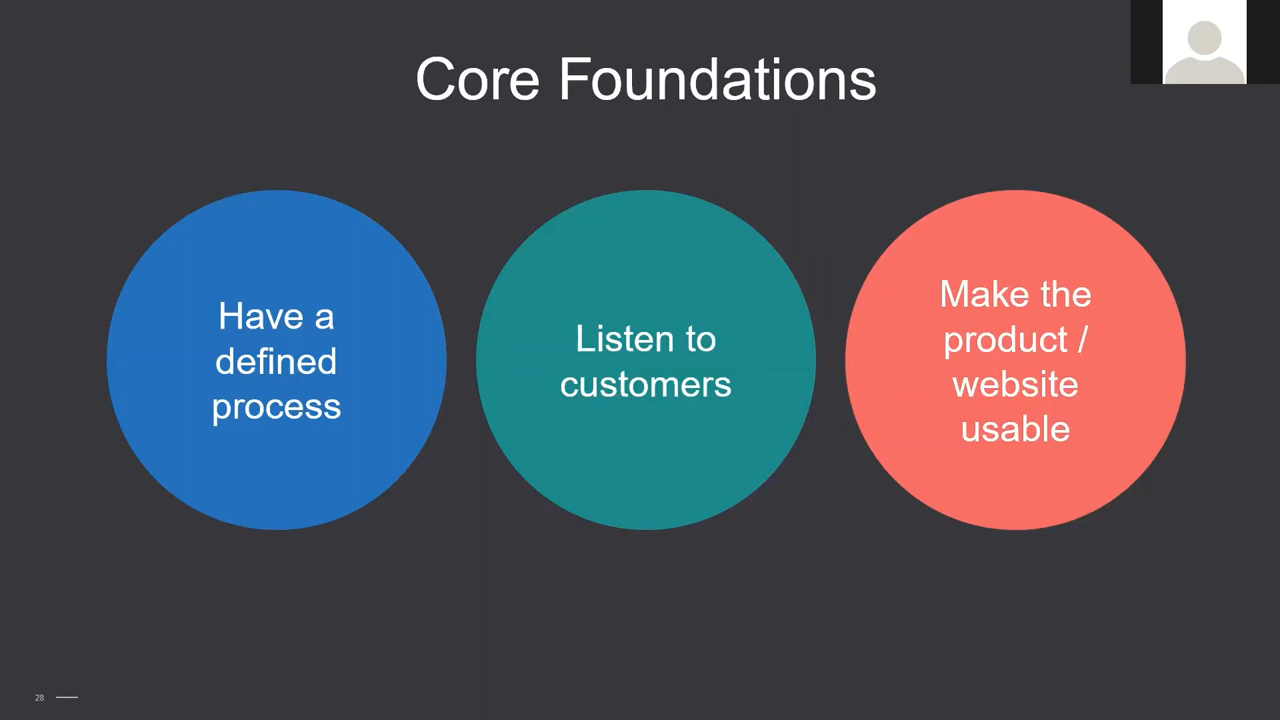 Core Foundations
Have a
defined
process
Listen to
customers
Make the
product /
website
usable
28